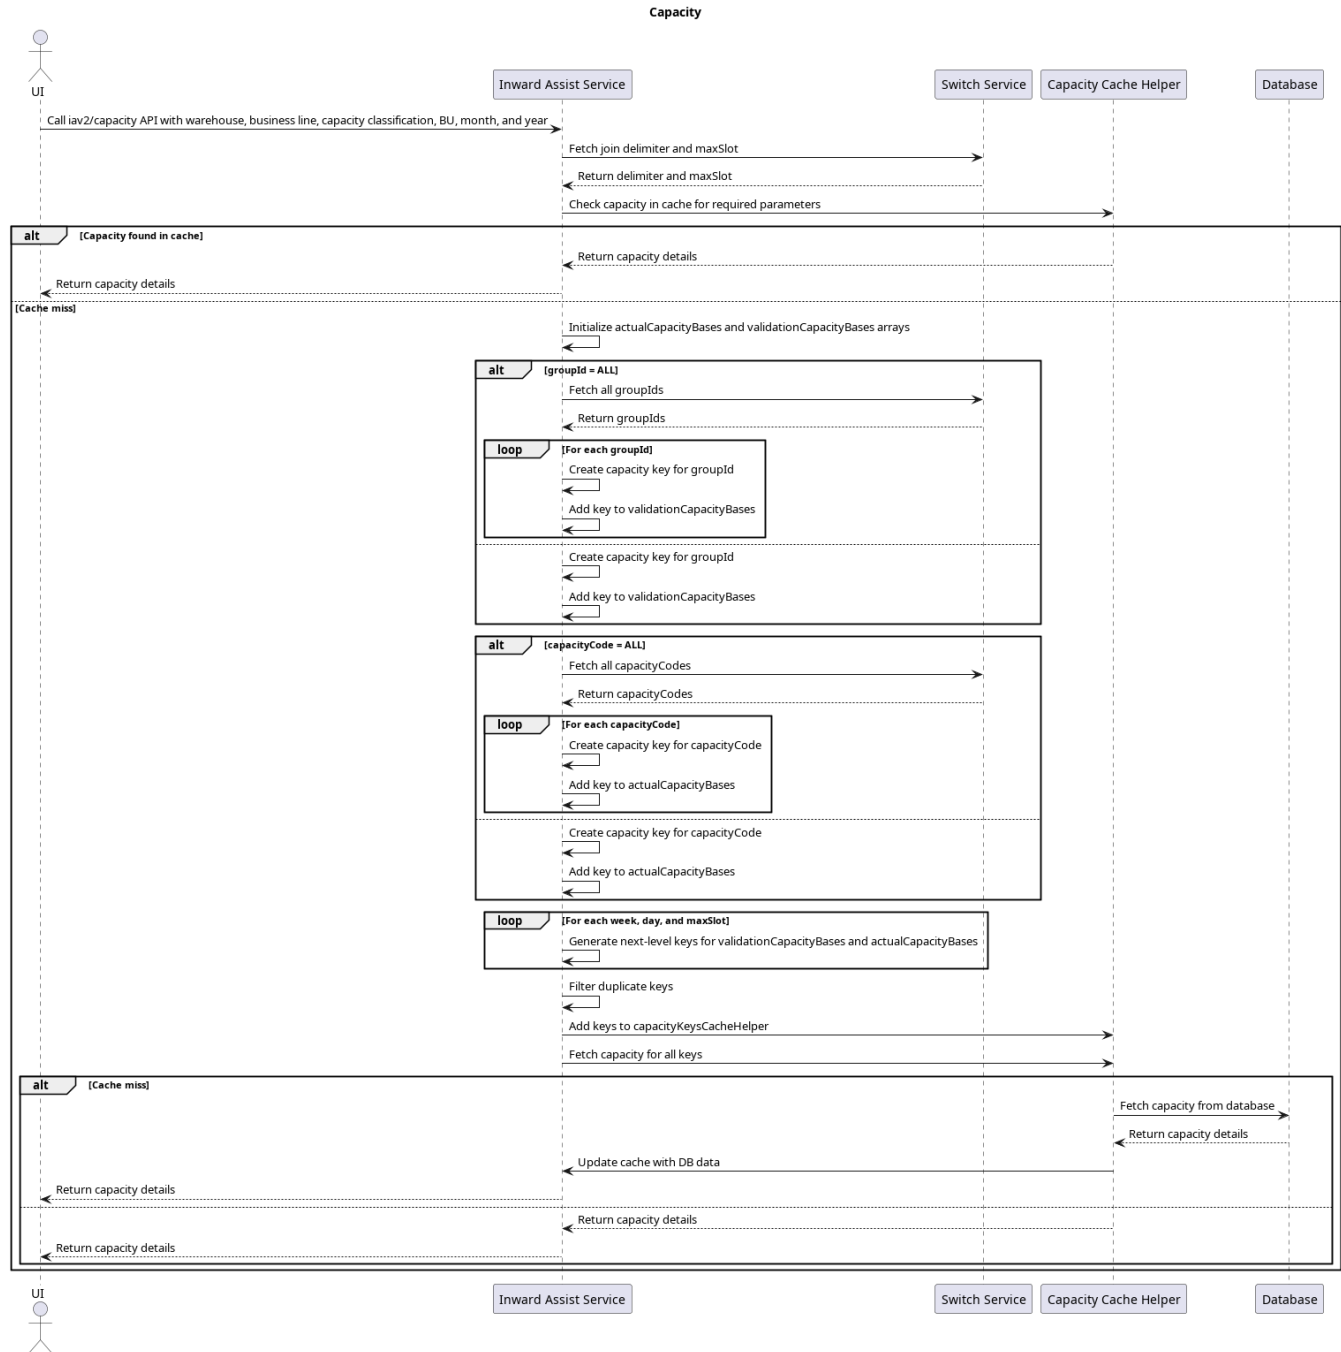 Capacity
UI
Inward Assist Service
Switch Service
Capacity Cache Helper
Database
Call iav2/capacity API with warehouse, business line, capacity classification, BU, month, and year
Fetch join delimiter and maxSlot
Return delimiter and maxSlot
Check capacity in cache for required parameters
alt [Capacity found in cache]
Return capacity details
Return capacity details
[Cache miss]
Initialize actualCapacityBases and validationCapacityBases arrays
alt [groupId = ALL]
Fetch all groupIds
Return groupIds
loop [For each groupId]
Create capacity key for groupId
Add key to validationCapacityBases
Create capacity key for groupId
Add key to validationCapacityBases
alt [capacityCode = ALL]
Fetch all capacityCodes
Return capacityCodes
loop [For each capacityCode]
Create capacity key for capacityCode
Add key to actualCapacityBases
Create capacity key for capacityCode
Add key to actualCapacityBases
loop [For each week, day, and maxSlot]
Generate next-level keys for validationCapacityBases and actualCapacityBases
Filter duplicate keys
Add keys to capacityKeysCacheHelper
Fetch capacity for all keys
alt [Cache miss]
Fetch capacity from database
Return capacity details
Update cache with DB data
Return capacity details
Return capacity details
Return capacity details
UI
Inward Assist Service
Switch Service
Capacity Cache Helper
Database